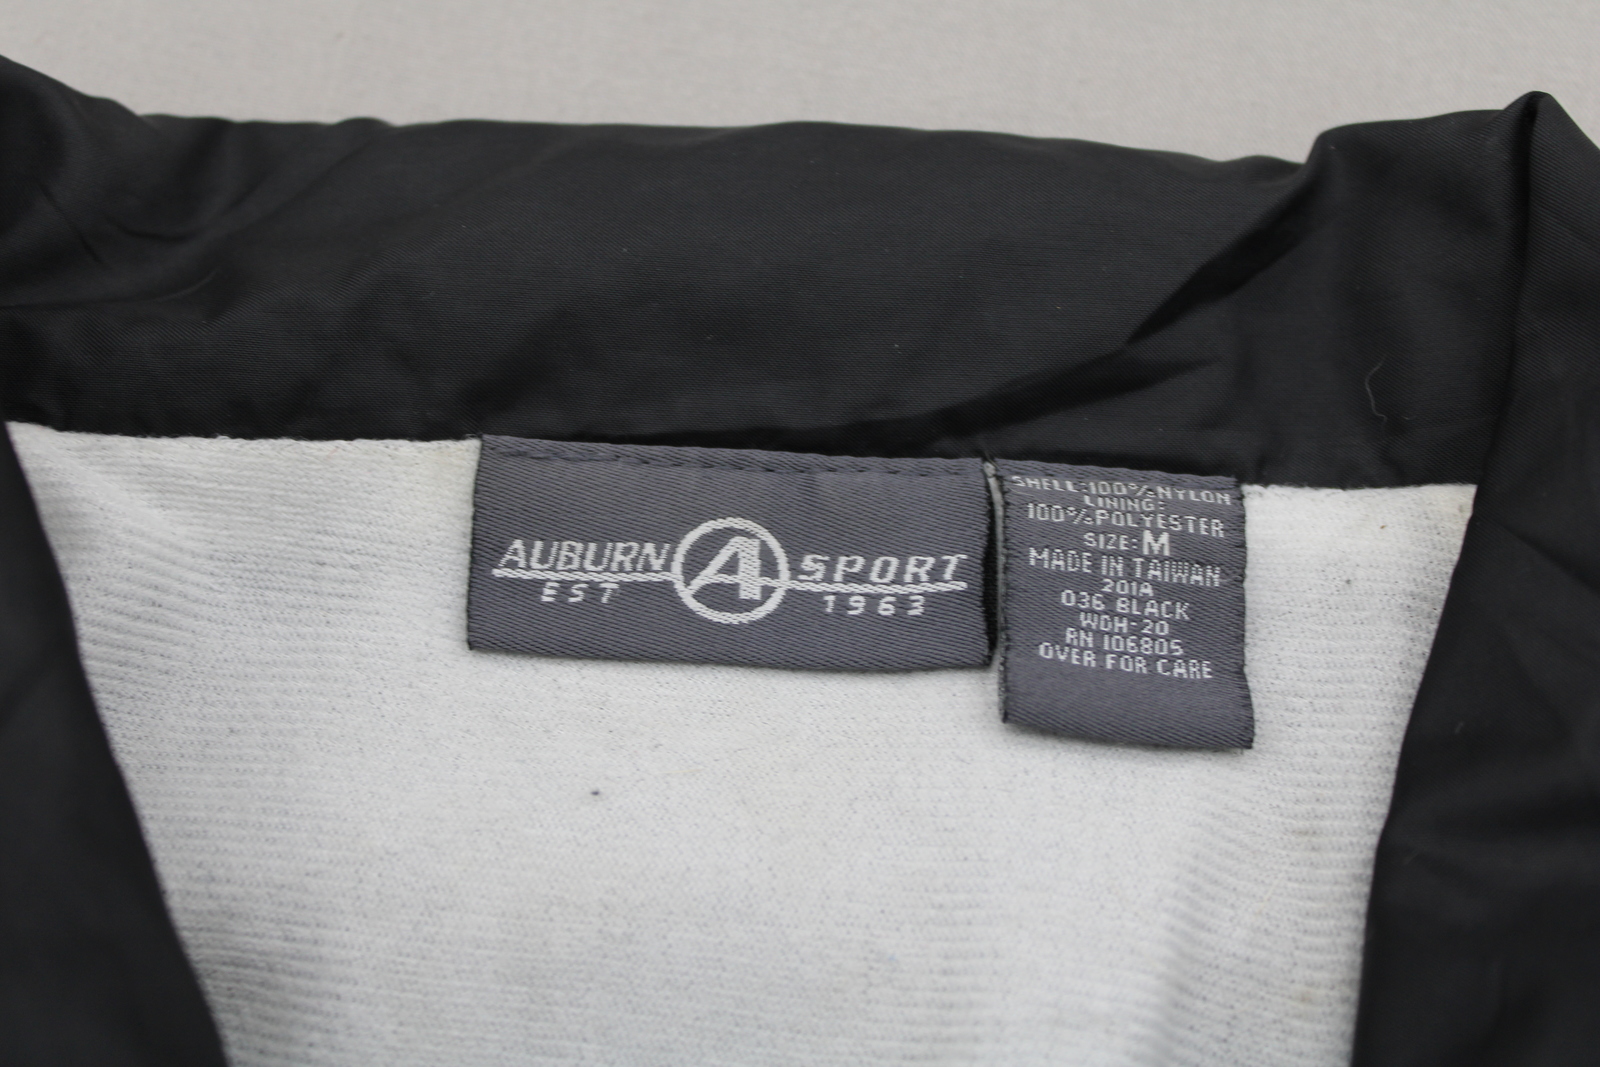 AUBURN A SPORT
EST 1963
SHELL:100%NYLON
LINING:
100%POLYESTER
SIZE:M
MADE IN TAIWAN
201A
036 BLACK
WDH-20
RN 106805
OVER FOR CARE